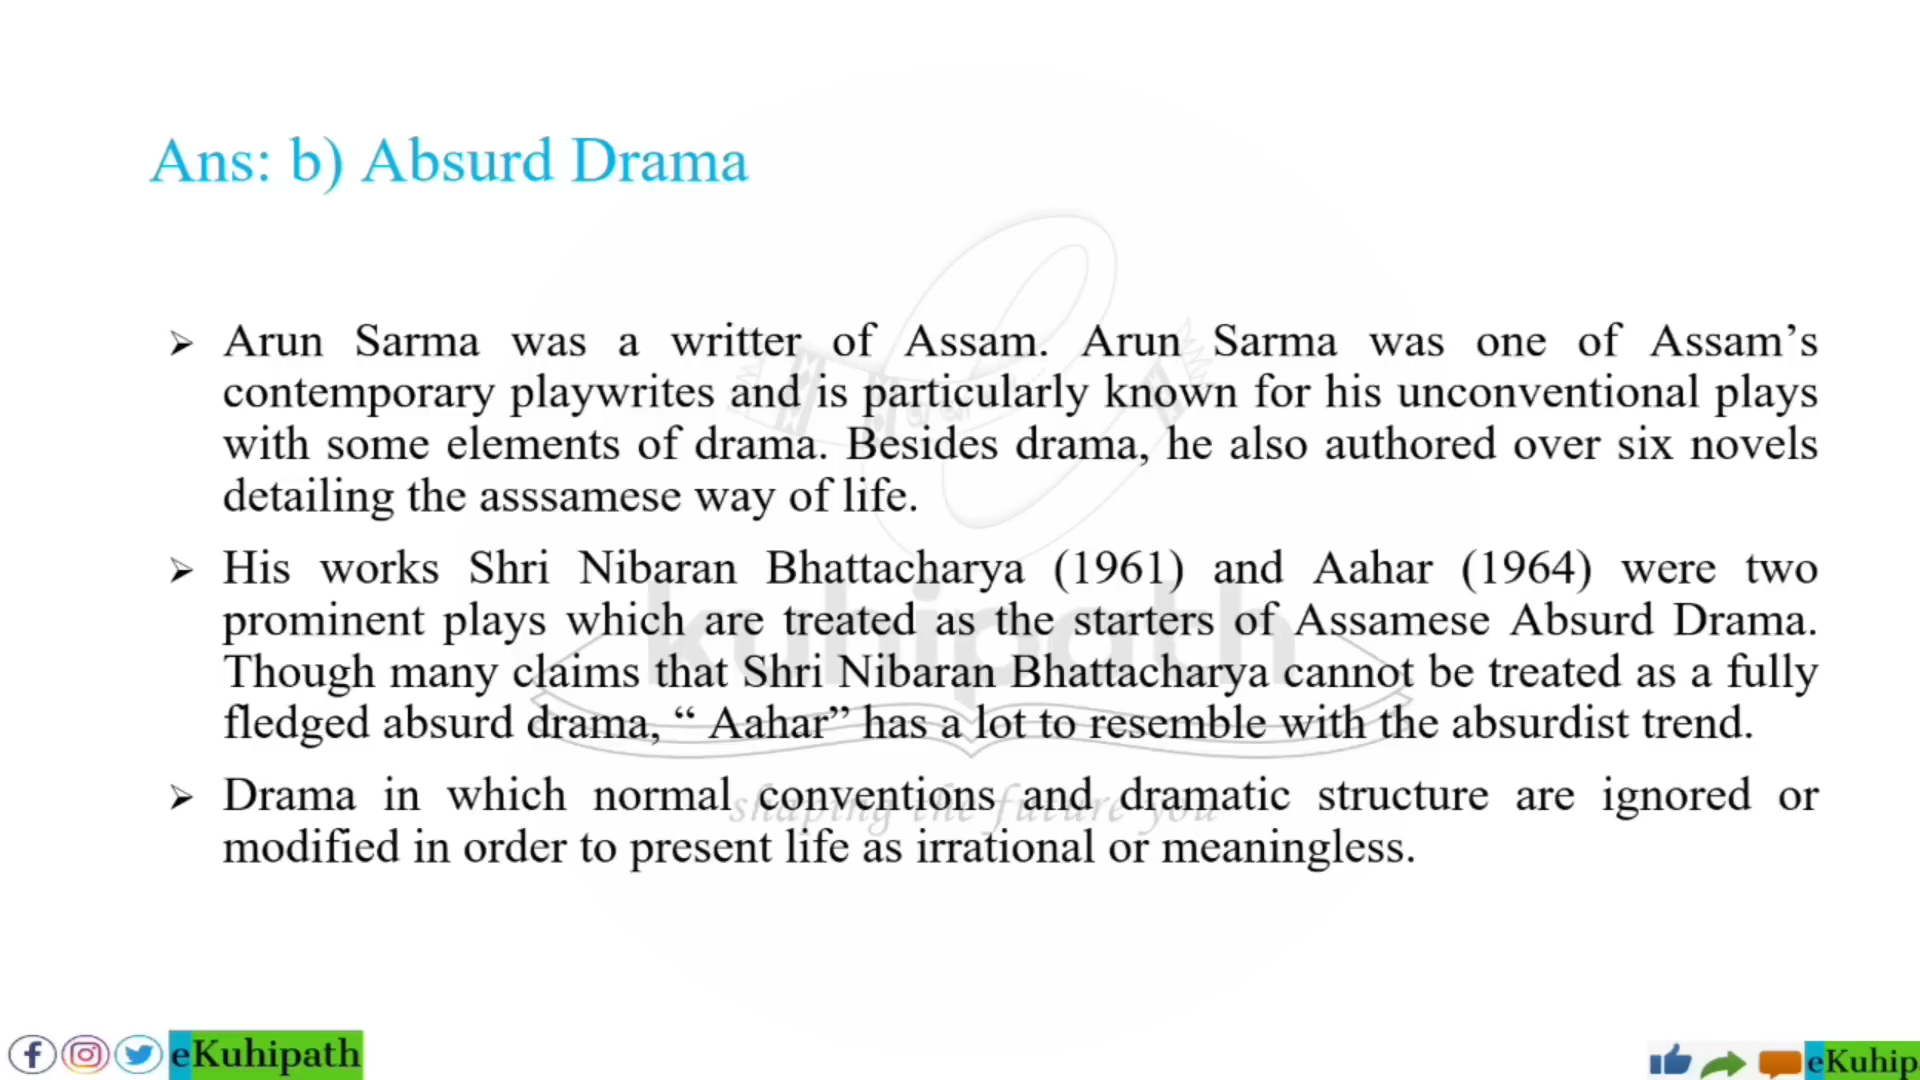 Ans: b) Absurd Drama
➢ Arun Sarma was a writter of Assam. Arun Sarma was one of Assam’s
contemporary playwrites and is particularly known for his unconventional plays
with some elements of drama. Besides drama, he also authored over six novels
detailing the asssamese way of life.
➢ His works Shri Nibaran Bhattacharya (1961) and Aahar (1964) were two
prominent plays which are treated as the starters of Assamese Absurd Drama.
Though many claims that Shri Nibaran Bhattacharya cannot be treated as a fully
fledged absurd drama, “ Aahar” has a lot to resemble with the absurdist trend.
➢ Drama in which normal conventions and dramatic structure are ignored or
modified in order to present life as irrational or meaningless.
kuhipath
shaping the future you
eKuhipath
eKuhip